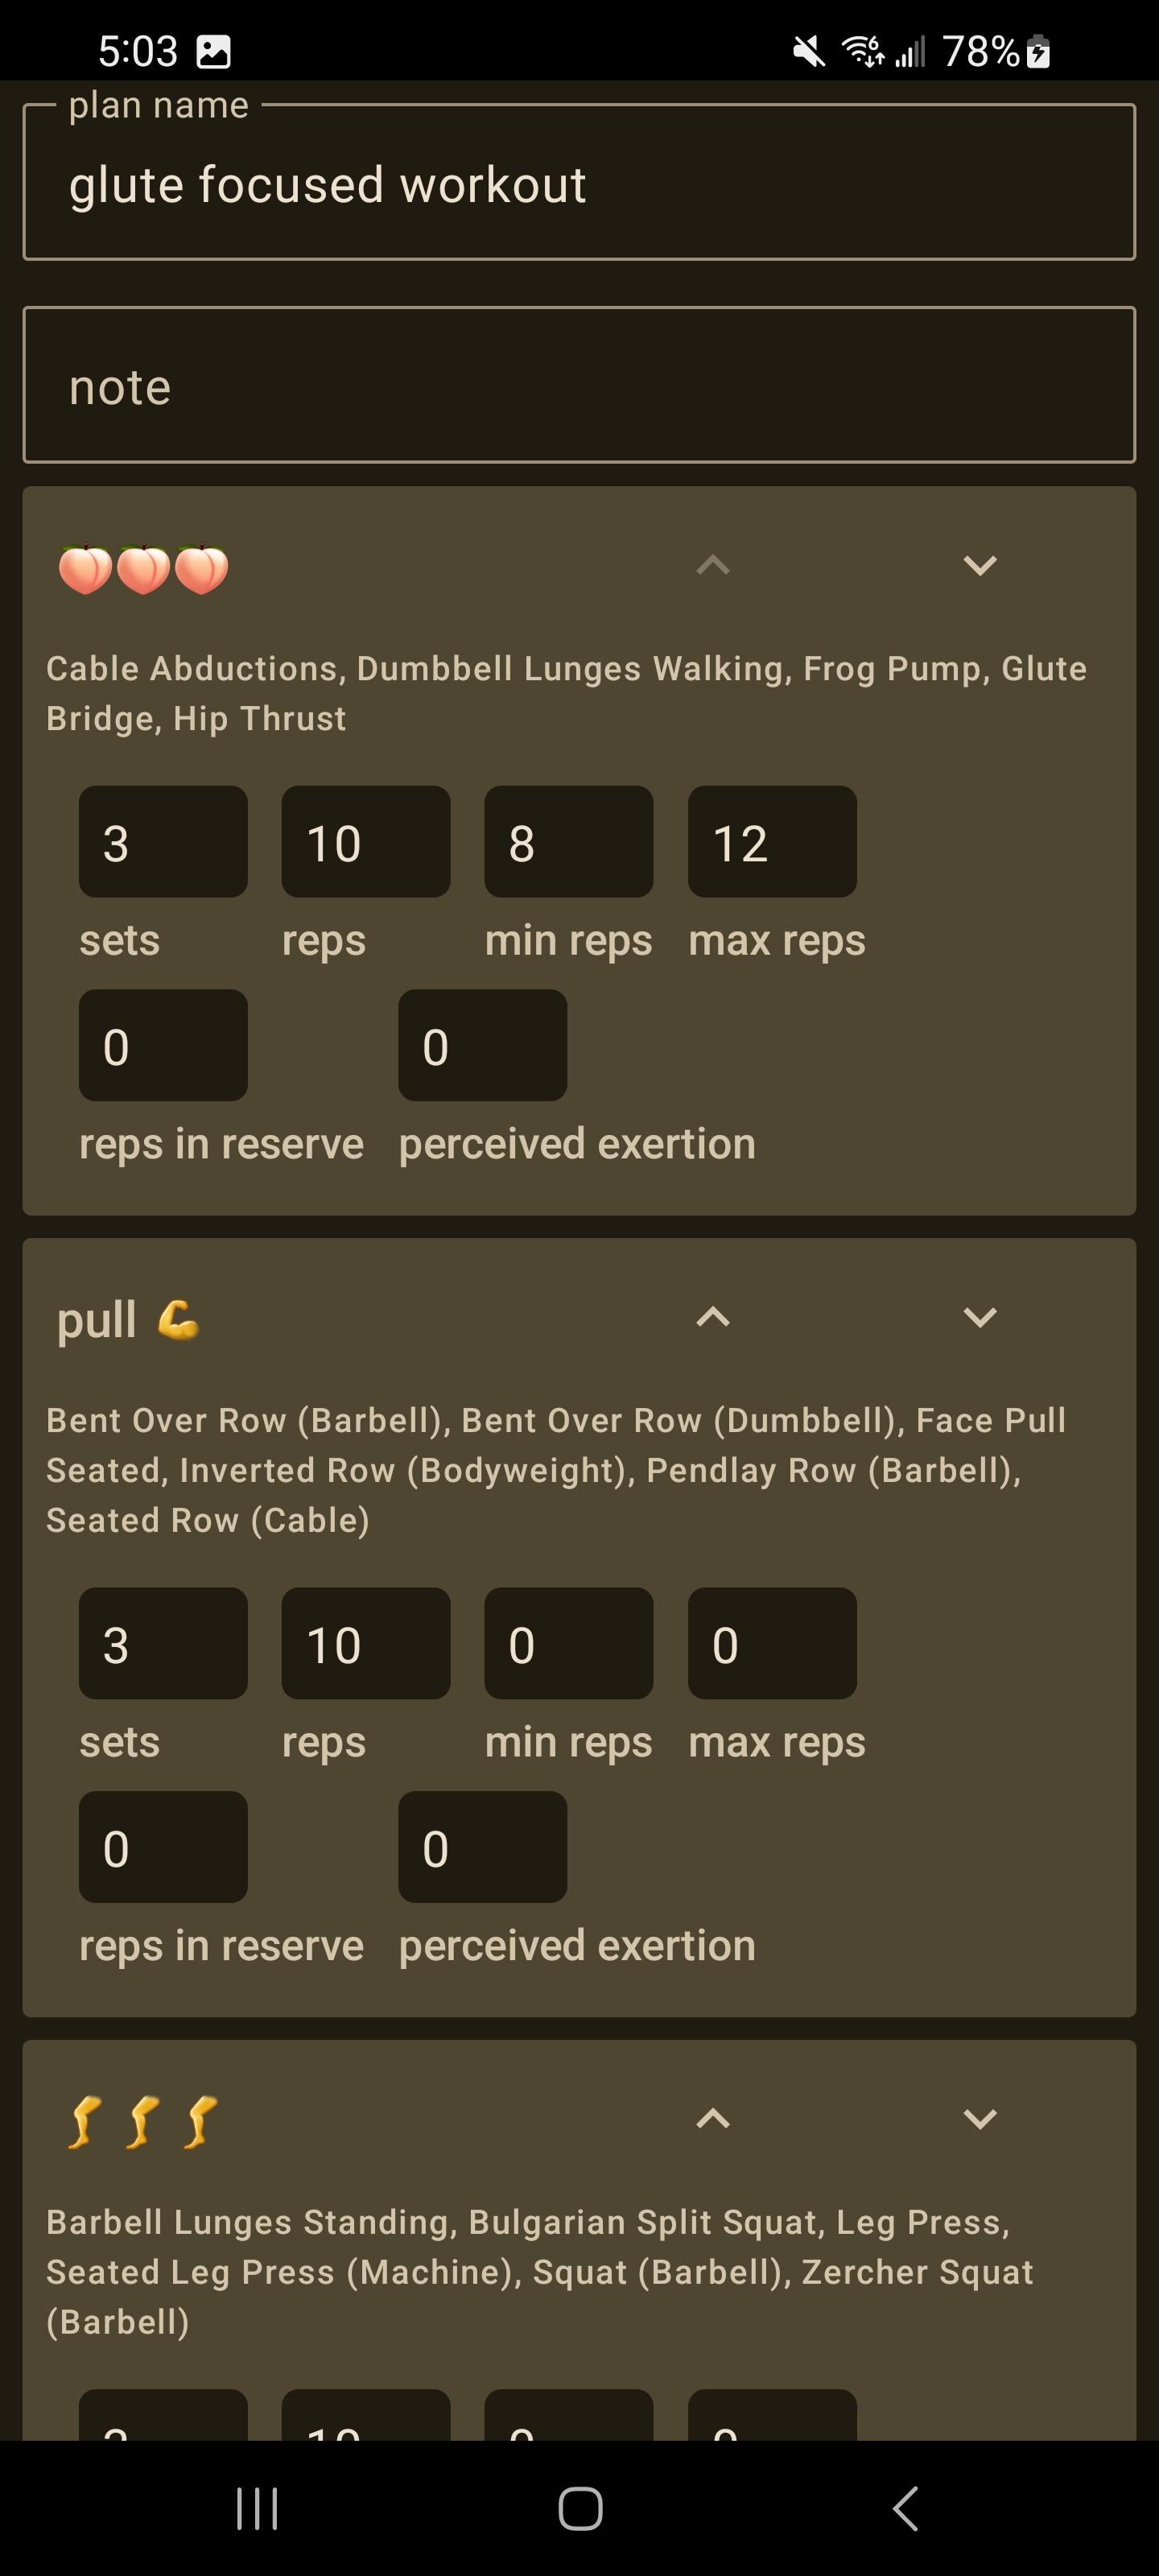 5:03 78%
plan name
glute focused workout
note
🍑🍑🍑
Cable Abductions, Dumbbell Lunges Walking, Frog Pump, Glute
Bridge, Hip Thrust
3 10 8 12
sets reps min reps max reps
0 0
reps in reserve perceived exertion
pull 💪
Bent Over Row (Barbell), Bent Over Row (Dumbbell), Face Pull
Seated, Inverted Row (Bodyweight), Pendlay Row (Barbell),
Seated Row (Cable)
3 10 0 0
sets reps min reps max reps
0 0
reps in reserve perceived exertion
🦵🦵🦵
Barbell Lunges Standing, Bulgarian Split Squat, Leg Press,
Seated Leg Press (Machine), Squat (Barbell), Zercher Squat
(Barbell)